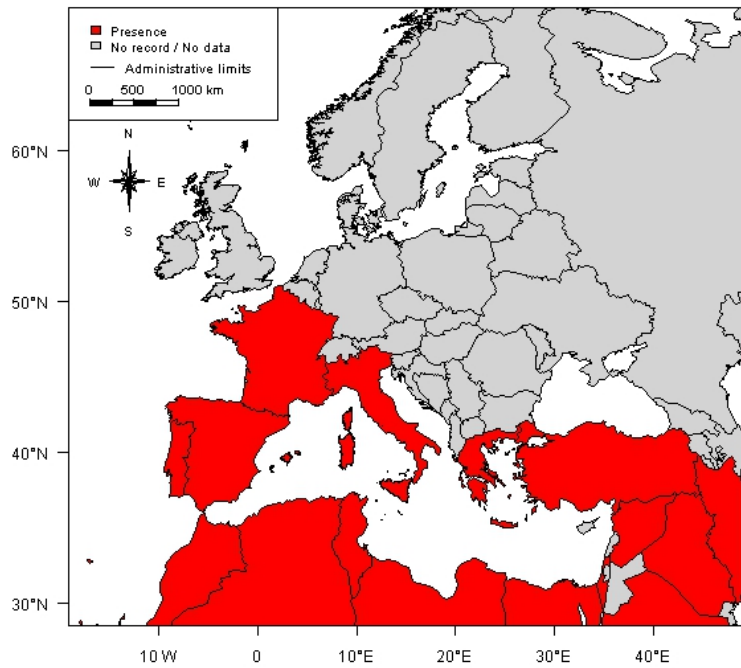 Presence
No record / No data
Administrative limits
0 500 1000 km
N
W E
S
60°N
50°N
40°N
30°N
10 W 0 10°E 20°E 30°E 40°E